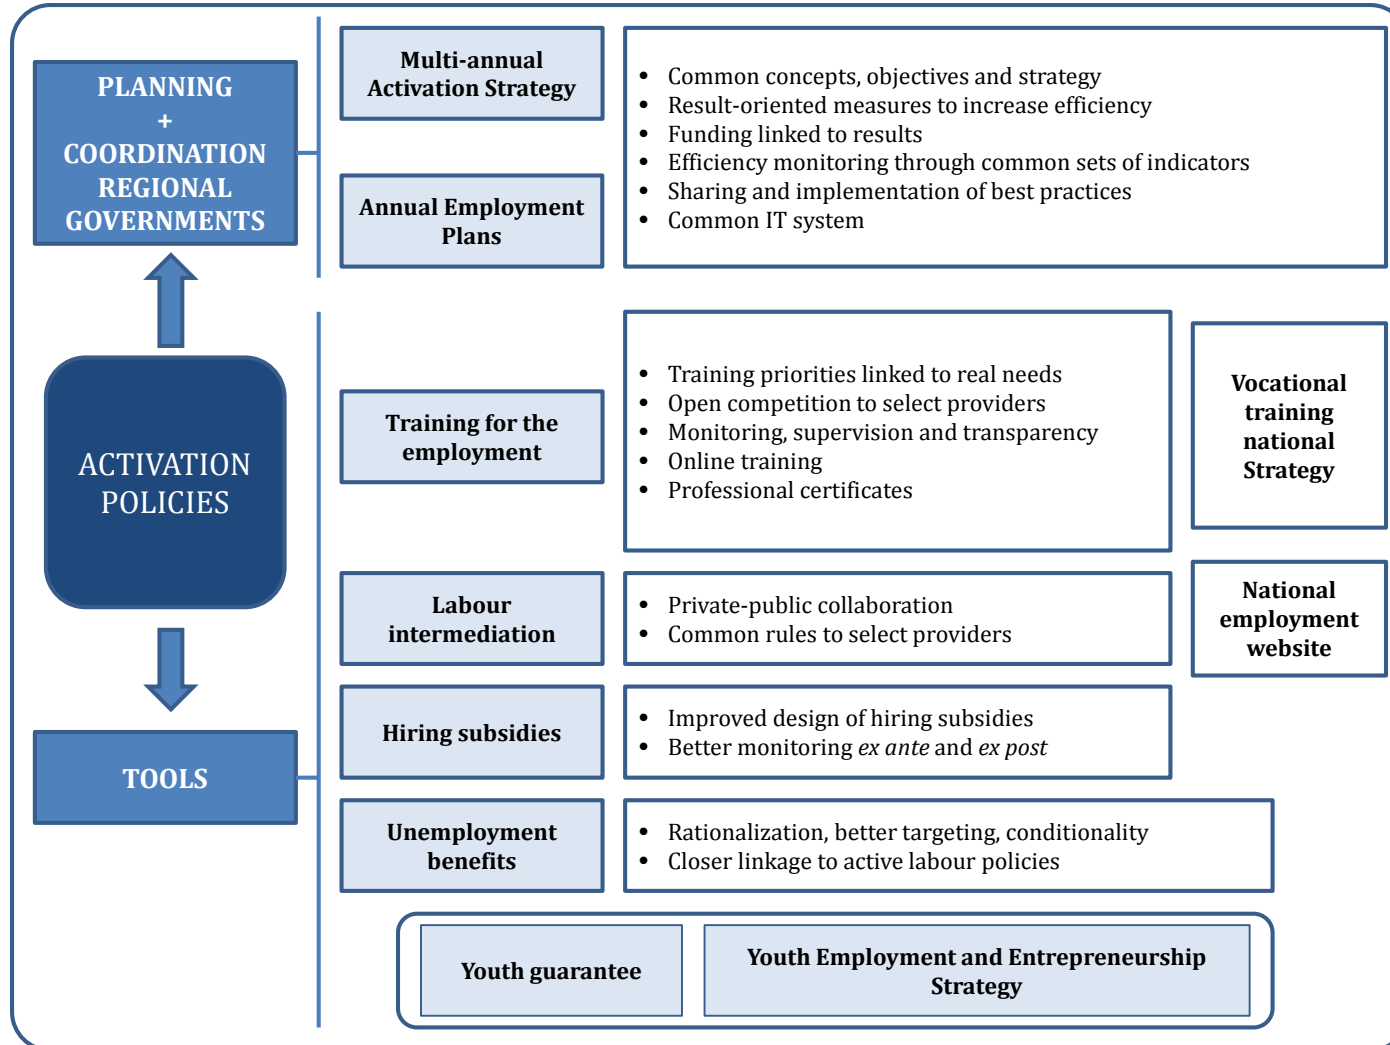 PLANNING
+
COORDINATION
REGIONAL
GOVERNMENTS
Multi-annual
Activation Strategy
Annual Employment
Plans
• Common concepts, objectives and strategy
• Result-oriented measures to increase efficiency
• Funding linked to results
• Efficiency monitoring through common sets of indicators
• Sharing and implementation of best practices
• Common IT system
ACTIVATION
POLICIES
TOOLS
Training for the
employment
• Training priorities linked to real needs
• Open competition to select providers
• Monitoring, supervision and transparency
• Online training
• Professional certificates
Vocational
training
national
Strategy
Labour
intermediation
• Private-public collaboration
• Common rules to select providers
National
employment
website
Hiring subsidies
• Improved design of hiring subsidies
• Better monitoring ex ante and ex post
Unemployment
benefits
• Rationalization, better targeting, conditionality
• Closer linkage to active labour policies
Youth guarantee
Youth Employment and Entrepreneurship
Strategy